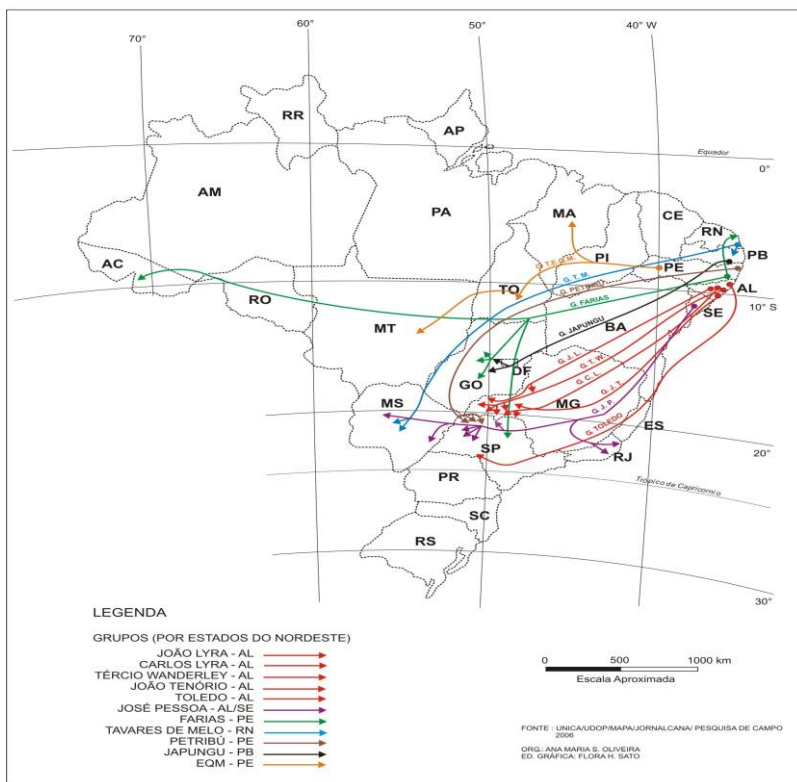 70°
60°
50°
40° W
RR
AP
Equador
0°
AM
PA
MA
CE
RN
PB
PI
PE
AC
G. T.E.Q.M.
G. T. M.
G. PETRIBÚ
G. FARIAS
AL
TO
SE
10° S
RO
MT
G. JAPUNGU
BA
G. J. L.
G. T. W.
G. C. L.
DF
GO
G. J. T.
MS
MG
G. J. P.
ES
G. TOLEDO
20°
SP
RJ
PR
Trópico de Capricornio
SC
RS
30°
LEGENDA
GRUPOS (POR ESTADOS DO NORDESTE)
JOÃO LYRA - AL
CARLOS LYRA - AL
TÉRCIO WANDERLEY - AL
JOÃO TENÓRIO - AL
TOLEDO - AL
JOSÉ PESSOA - AL/SE
FARIAS - PE
TAVARES DE MELO - RN
PETRIBÚ - PE
JAPUNGU - PB
EQM - PE
0 500 1000 km
Escala Aproximada
FONTE : UNICA/UDOP/MAPA/JORNALCANA/ PESQUISA DE CAMPO
2006
ORG.: ANA MARIA S. OLIVEIRA
ED. GRÁFICA: FLORA H. SATO